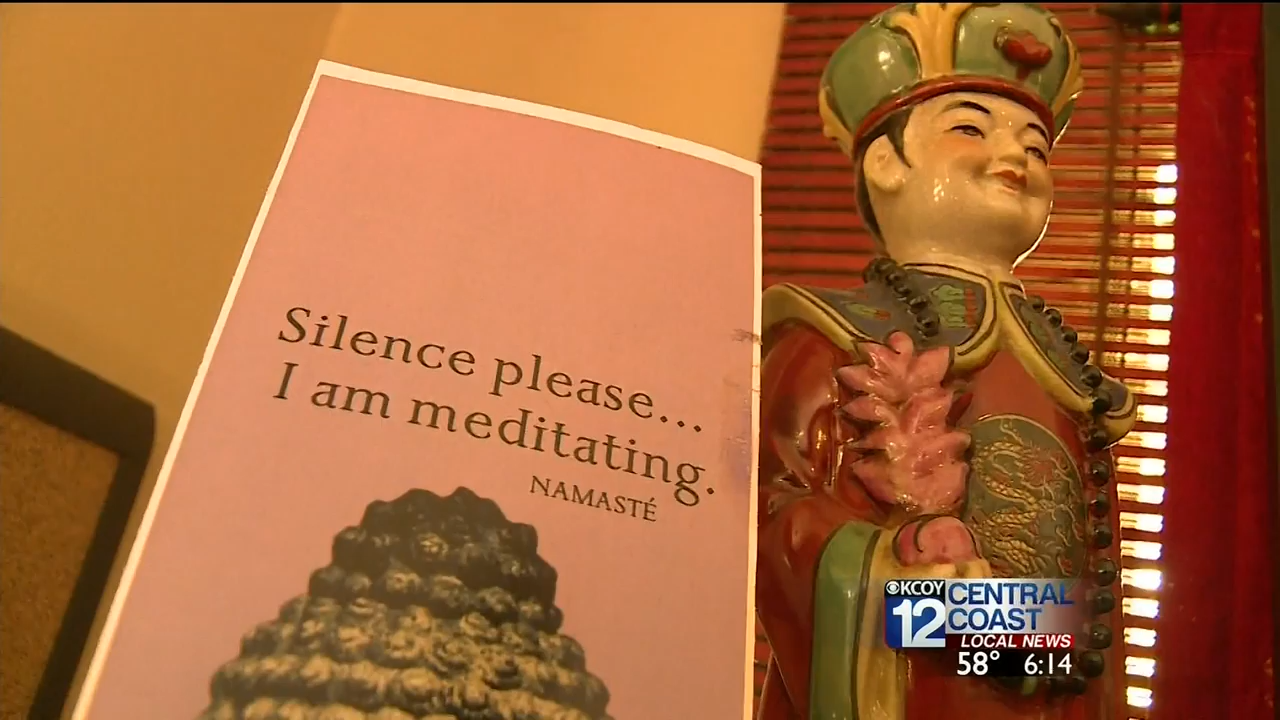 Silence please...
I am meditating.
NAMASTÉ
KCOY
12
CENTRAL
COAST
LOCAL NEWS
58° 6:14